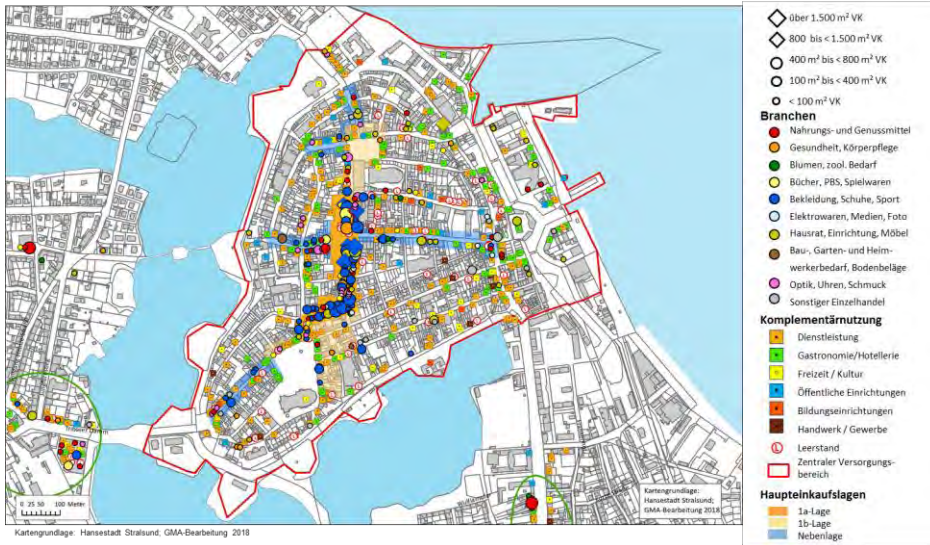 0 25 50 100 Meter
Kartengrundlage:
Hansestadt Stralsund;
GMA-Bearbeitung 2018
Kartengrundlage: Hansestadt Stralsund; GMA-Bearbeitung 2018
über 1.500 m² VK
800 bis < 1.500 m² VK
400 m² bis < 800 m² VK
100 m² bis < 400 m² VK
< 100 m² VK
Branchen
Nahrungs- und Genussmittel
Gesundheit, Körperpflege
Blumen, zool. Bedarf
Bücher, PBS, Spielwaren
Bekleidung, Schuhe, Sport
Elektrowaren, Medien, Foto
Hausrat, Einrichtung, Möbel
Bau-, Garten- und Heim-
werkerbedarf, Bodenbeläge
Optik, Uhren, Schmuck
Sonstiger Einzelhandel
Komplementärnutzung
Dienstleistung
Gastronomie/Hotellerie
Freizeit / Kultur
Öffentliche Einrichtungen
Bildungseinrichtungen
Handwerk / Gewerbe
L Leerstand
Zentraler Versorgungs-
bereich
Haupteinkaufslagen
1a-Lage
1b-Lage
Nebenlage